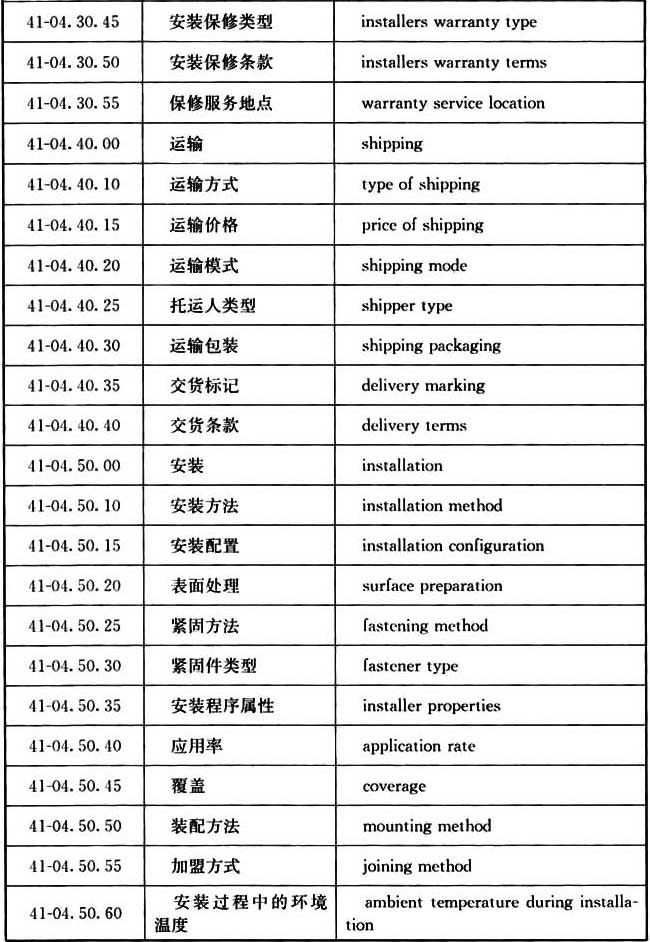 41-04.30.45 安装保修类型 installers warranty type
41-04.30.50 安装保修条款 installers warranty terms
41-04.30.55 保修服务地点 warranty service location
41-04.40.00 运输 shipping
41-04.40.10 运输方式 type of shipping
41-04.40.15 运输价格 price of shipping
41-04.40.20 运输模式 shipping mode
41-04.40.25 托运人类型 shipper type
41-04.40.30 运输包装 shipping packaging
41-04.40.35 交货标记 delivery marking
41-04.40.40 交货条款 delivery terms
41-04.50.00 安装 installation
41-04.50.10 安装方法 installation method
41-04.50.15 安装配置 installation configuration
41-04.50.20 表面处理 surface preparation
41-04.50.25 紧固方法 fastening method
41-04.50.30 紧固件类型 fastener type
41-04.50.35 安装程序属性 installer properties
41-04.50.40 应用率 application rate
41-04.50.45 覆盖 coverage
41-04.50.50 装配方法 mounting method
41-04.50.55 加盟方式 joining method
41-04.50.60 安装过程中的环境 ambient temperature during installa-
温度 tion